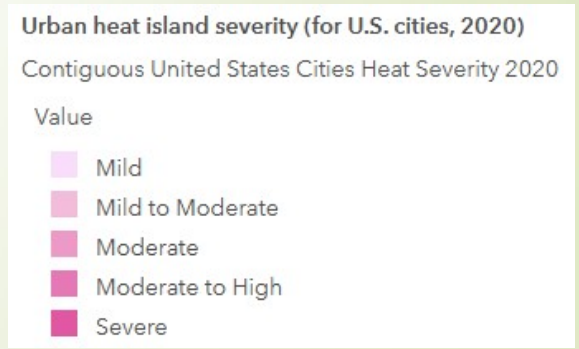 Urban heat island severity (for U.S. cities, 2020)
Contiguous United States Cities Heat Severity 2020
Value
Mild
Mild to Moderate
Moderate
Moderate to High
Severe